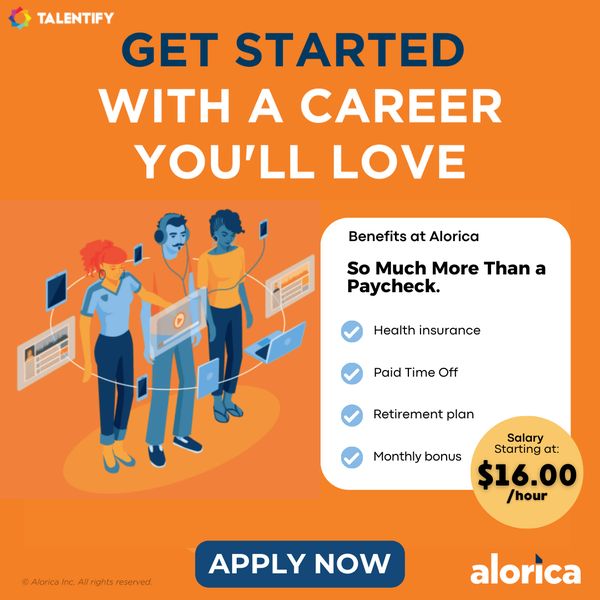 TALENTIFY
GET STARTED
WITH A CAREER
YOU'LL LOVE
Benefits at Alorica
So Much More Than a
Paycheck.
Health insurance
Paid Time Off
Retirement plan
Monthly bonus
Salary
Starting at:
$16.00
/hour
APPLY NOW
© Alorica Inc, All rights reserved.
alorica